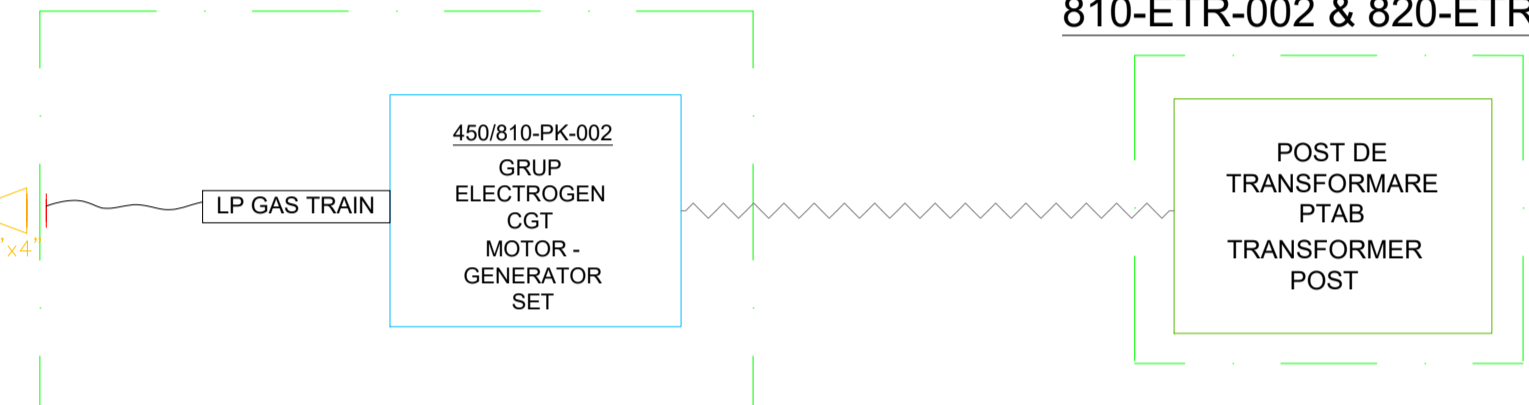 810-ETR-002 & 820-ETR
450/810-PK-002
GRUP
ELECTROGEN
CGT
MOTOR -
GENERATOR
SET
LP GAS TRAIN
"x4"
POST DE
TRANSFORMARE
PTAB
TRANSFORMER
POST